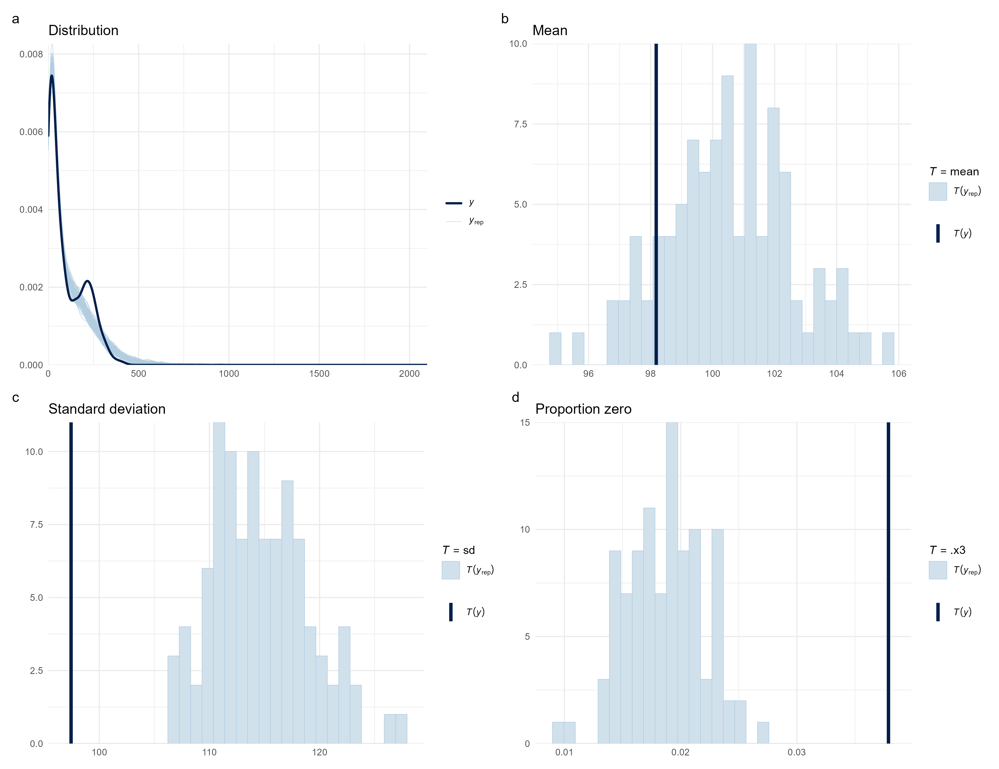 a
Distribution
0.008
0.006
0.004
0.002
0.000
0 500 1000 1500 2000
y
yrep
b
Mean
10.0
7.5
5.0
2.5
0.0
96 98 100 102 104 106
T = mean
T(yrep)
T(y)
c
Standard deviation
10.0
7.5
5.0
2.5
0.0
100 110 120
T = sd
T(yrep)
T(y)
d
Proportion zero
15
10
5
0
0.01 0.02 0.03
T = .x3
T(yrep)
T(y)